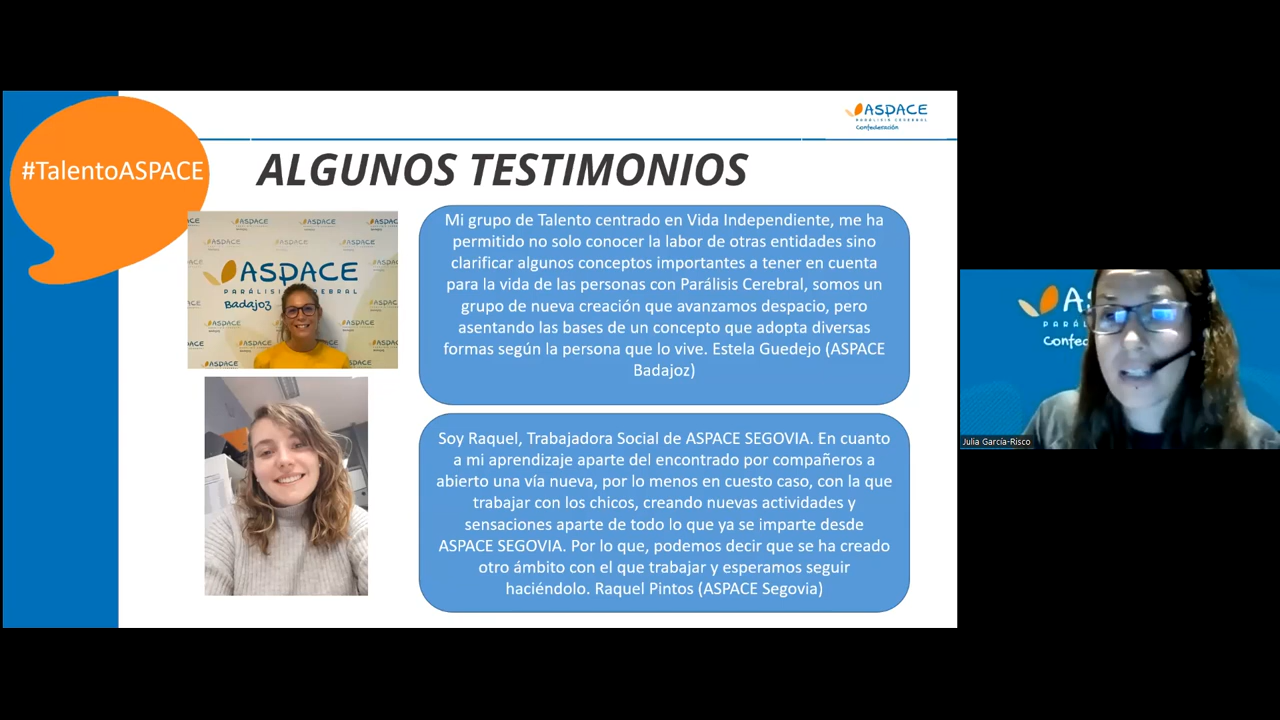 ASPACE
PARÁLISIS CEREBRAL
Confederación
#TalentoASPACE
ALGUNOS TESTIMONIOS
ASPACE
PARÁLISIS CEREBRAL
Badajoz
Mi grupo de Talento centrado en Vida Independiente, me ha
permitido no solo conocer la labor de otras entidades sino
clarificar algunos conceptos importantes a tener en cuenta
para la vida de las personas con Parálisis Cerebral, somos un
grupo de nueva creación que avanzamos despacio, pero
asentando las bases de un concepto que adopta diversas
formas según la persona que lo vive. Estela Guedejo (ASPACE
Badajoz)
Soy Raquel, Trabajadora Social de ASPACE SEGOVIA. En cuanto
a mi aprendizaje aparte del encontrado por compañeros a
abierto una vía nueva, por lo menos en cuesto caso, con la que
trabajar con los chicos, creando nuevas actividades y
sensaciones aparte de todo lo que ya se imparte desde
ASPACE SEGOVIA. Por lo que, podemos decir que se ha creado
otro ámbito con el que trabajar y esperamos seguir
haciéndolo. Raquel Pintos (ASPACE Segovia)
Julia García-Risco